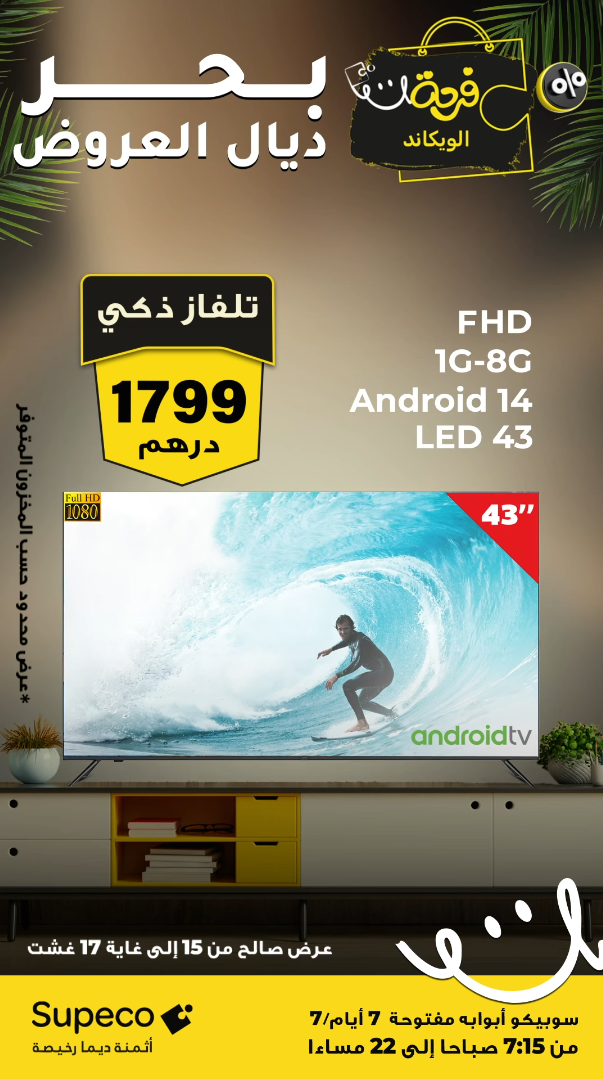 بحر
ديال العروض
فرحة
الويكاند
%
تلفاز ذكي
1799
درهم
FHD
1G-8G
Android 14
LED 43
*عرض محدود حسب المخزون المتوفر
Full HD
1080
43’’
androidtv
عرض صالح من 15 إلى غاية 17 غشت
Supeco
أثمنة ديما رخيصة
سوبيكو أبوابه مفتوحة 7 أيام/7
من 7:15 صباحا إلى 22 مساءا